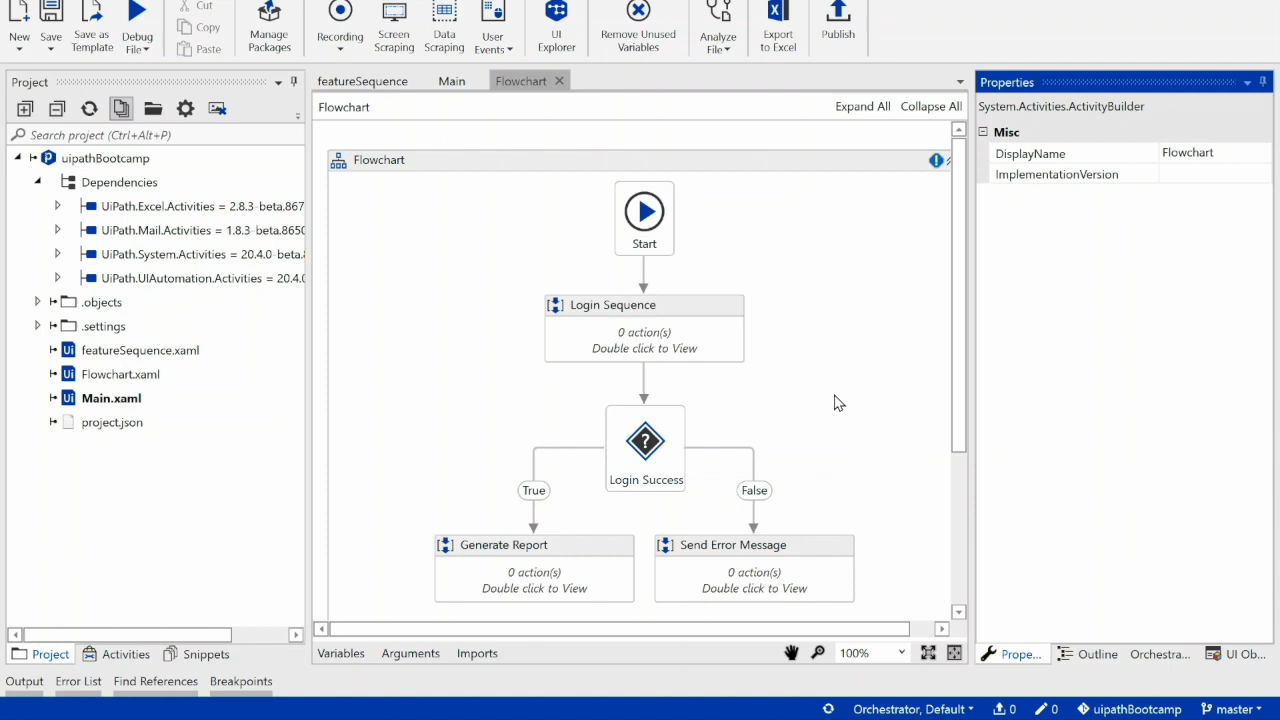 New
Save
Save as Template
Debug File
Cut
Copy
Paste
Manage Packages
Recording
Screen Scraping
Data Scraping
User Events
UI Explorer
Remove Unused Variables
Analyze File
Export to Excel
Publish
Project
featureSequence
Main
Flowchart
Properties
Flowchart
Expand All
Collapse All
System.Activities.ActivityBuilder
Search project (Ctrl+Alt+P)
Misc
DisplayName
Flowchart
ImplementationVersion
uipathBootcamp
Dependencies
UiPath.Excel.Activities = 2.8.3-beta.867
UiPath.Mail.Activities = 1.8.3-beta.8650
UiPath.System.Activities = 20.4.0-beta.
UiPath.UIAutomation.Activities = 20.4.0
.objects
.settings
featureSequence.xaml
Flowchart.xaml
Main.xaml
project.json
Flowchart
Start
Login Sequence
0 action(s)
Double click to View
?
Login Success
True
False
Generate Report
0 action(s)
Double click to View
Send Error Message
0 action(s)
Double click to View
Project
Activities
Snippets
Variables
Arguments
Imports
100%
Prope...
Outline
Orchestra...
UI Ob...
Output
Error List
Find References
Breakpoints
Orchestrator, Default
0
0
uipathBootcamp
master